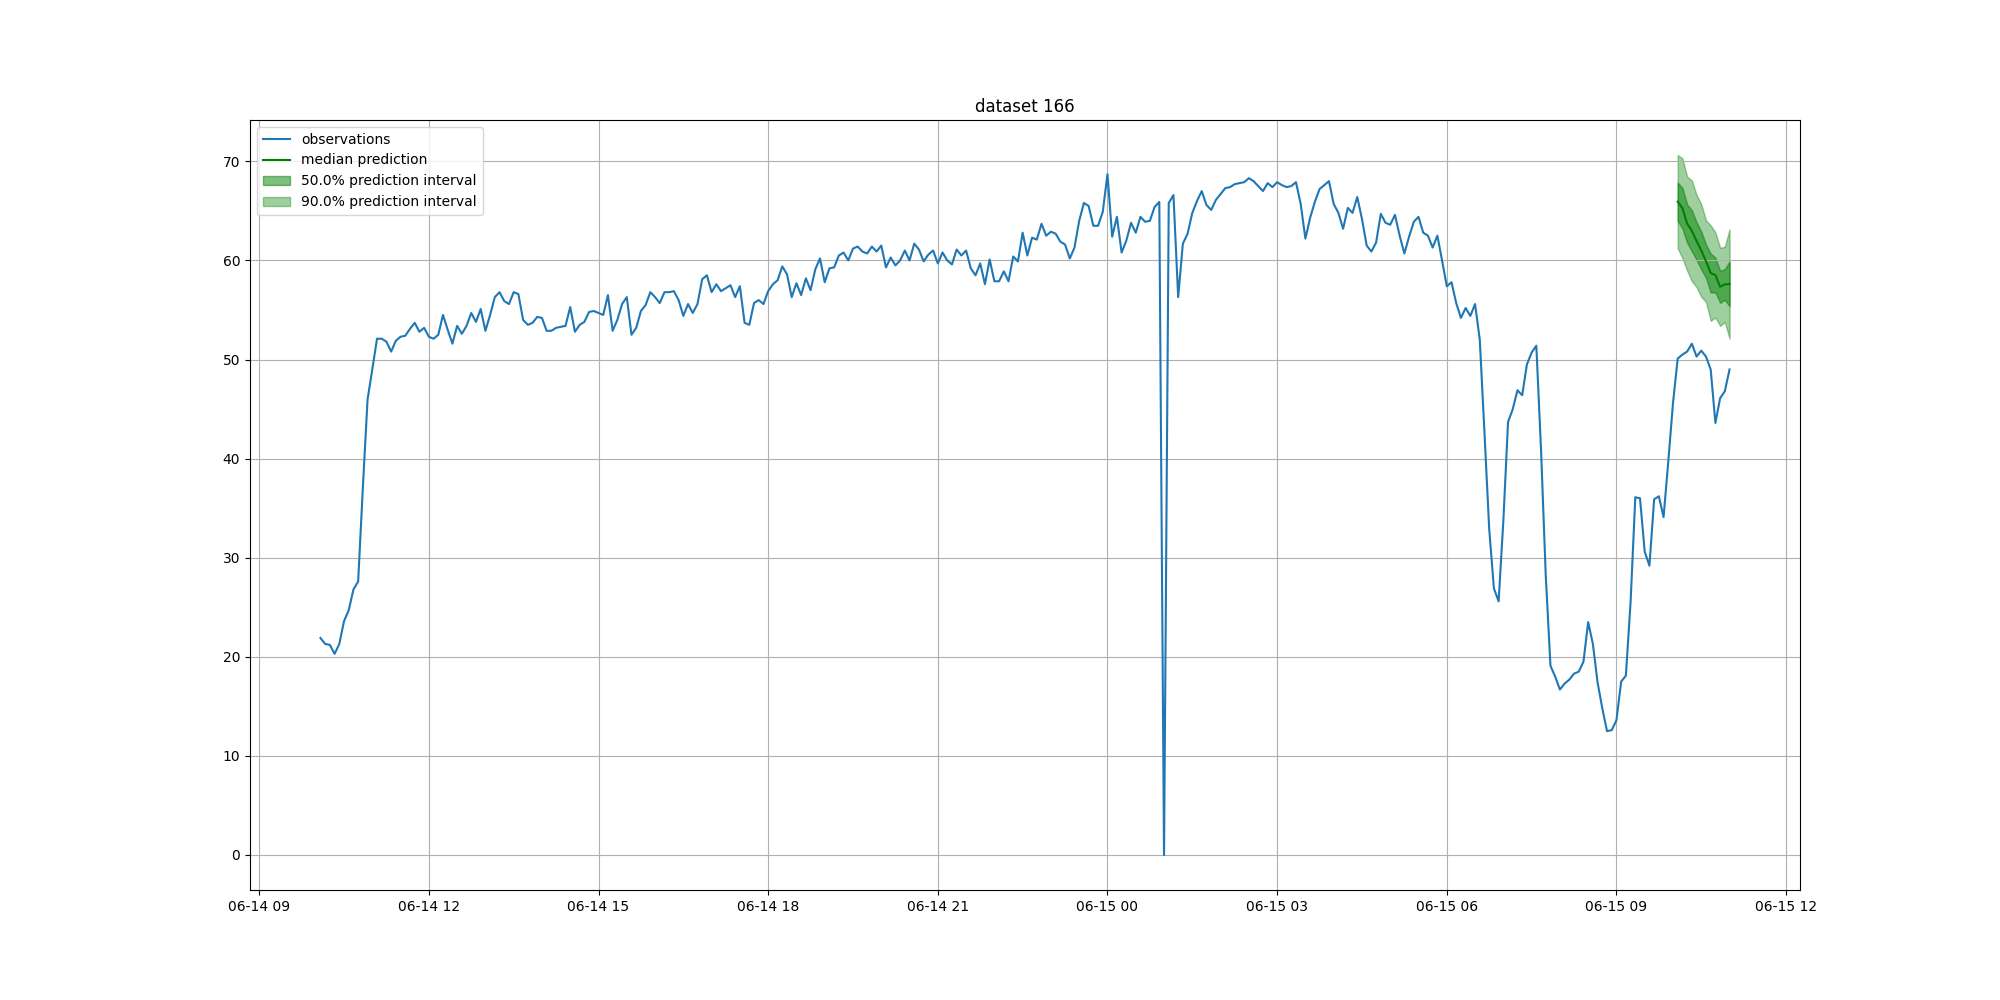 dataset 166
observations
median prediction
50.0% prediction interval
90.0% prediction interval
70
60
50
40
30
20
10
0
06-14 09 06-14 12 06-14 15 06-14 18 06-14 21 06-15 00 06-15 03 06-15 06 06-15 09 06-15 12